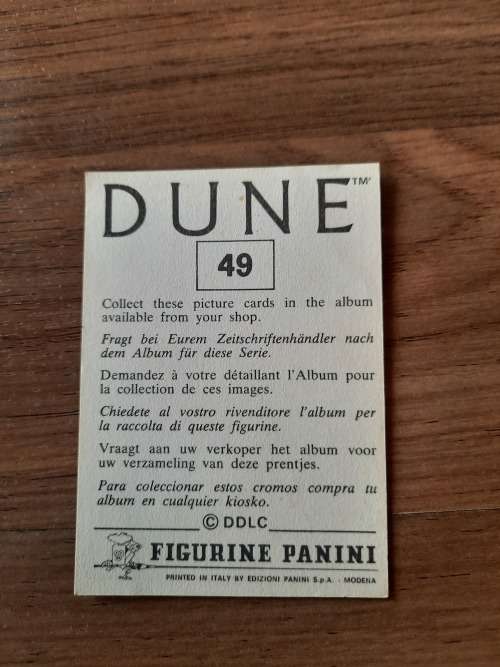 DUNE™
49
Collect these picture cards in the album
available from your shop.
Fragt bei Eurem Zeitschriftenhändler nach
dem Album für diese Serie.
Demandez à votre détaillant l'Album pour
la collection de ces images.
Chiedete al vostro rivenditore l'album per
la raccolta di queste figurine.
Vraagt aan uw verkoper het album voor
uw verzameling van deze prentjes.
Para coleccionar estos cromos compra tu
album en cualquier kiosko.
© DDLC
FIGURINE PANINI
PRINTED IN ITALY BY EDIZIONI PANINI S.p.A. - MODENA